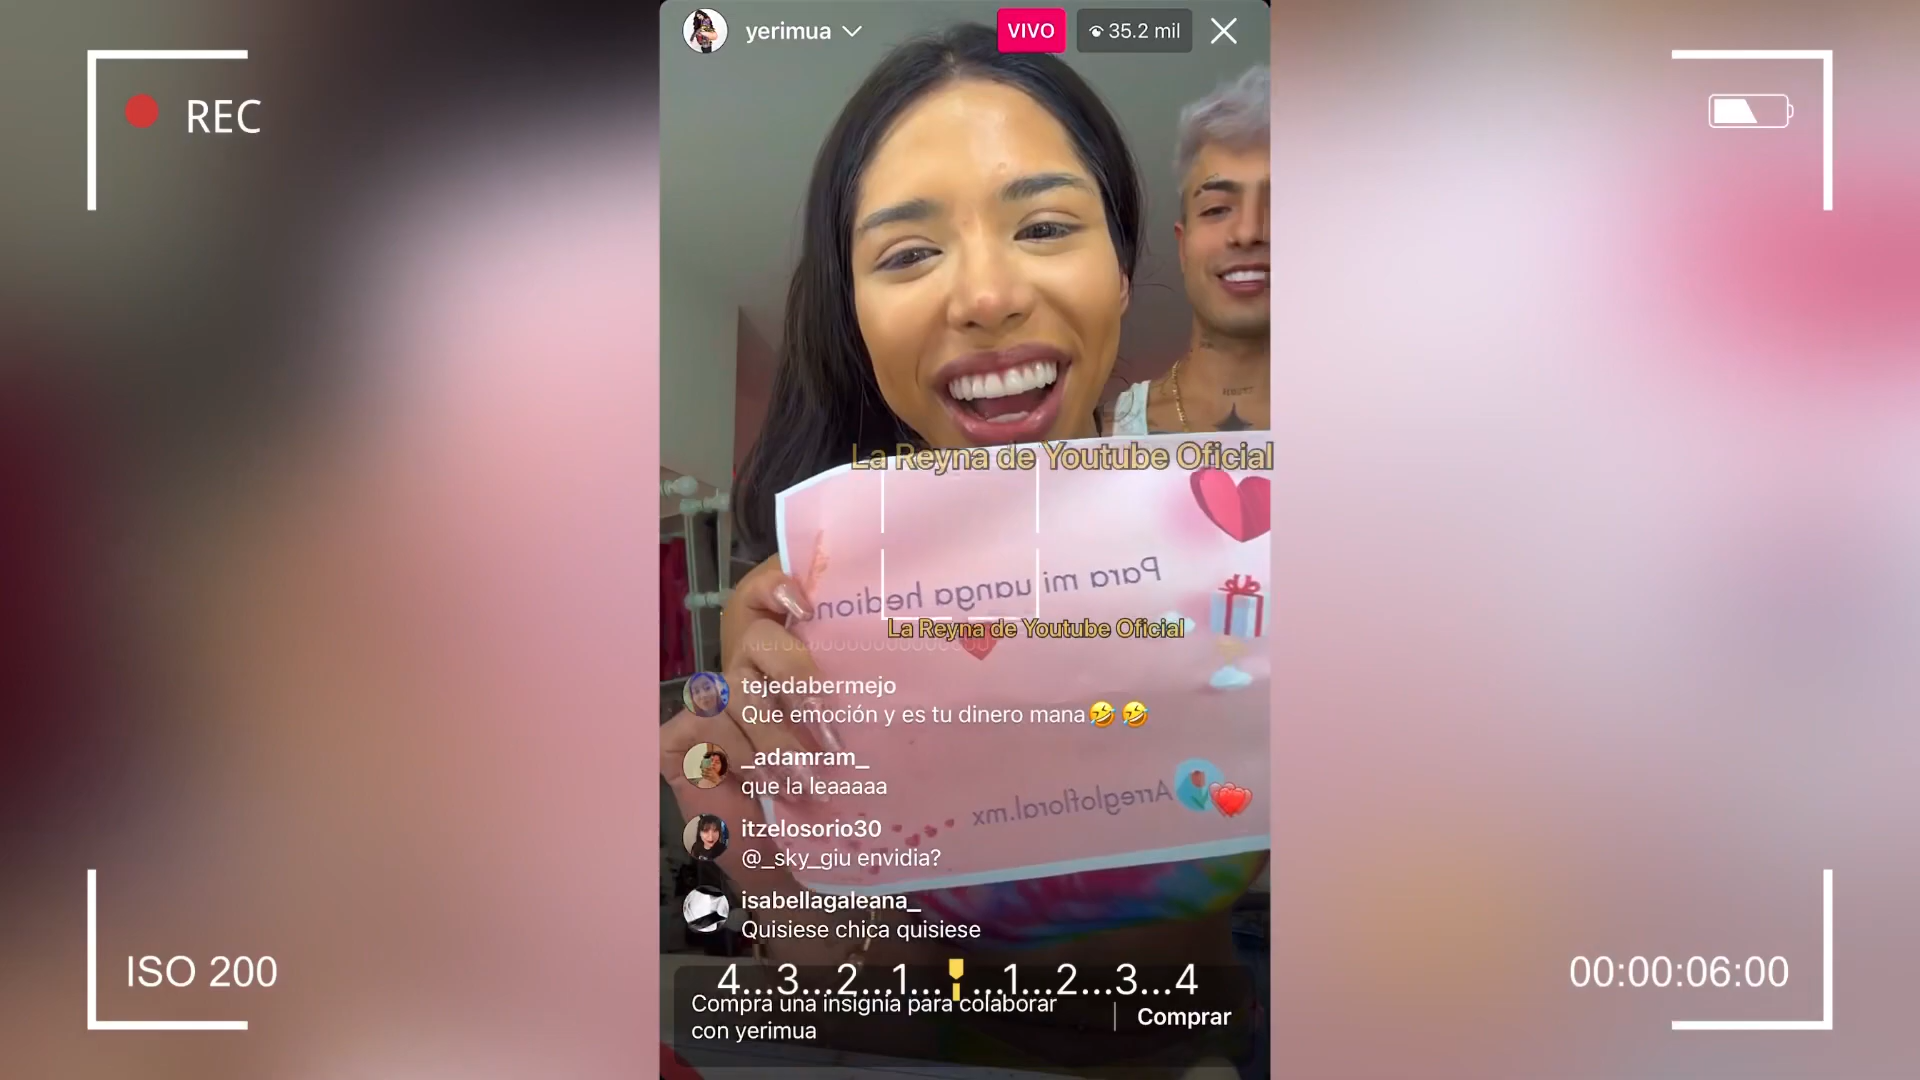 yerimua
VIVO
35.2 mil
REC
La Reyna de Youtube Oficial
Para mi uanga
La Reyna de Youtube Oficial
tejedabermejo
Que emoción y es tu dinero mana🤣 🤣
_adamram_
que la leaaaaa
Arreglofloral.mx
itzelosorio30
@_sky_giu envidia?
isabellagaleana_
Quisiese chica quisiese
ISO 200
4...3...2...1... ...1...2...3...4
00:00:06:00
Compra una insignia para colaborar
con yerimua
Comprar